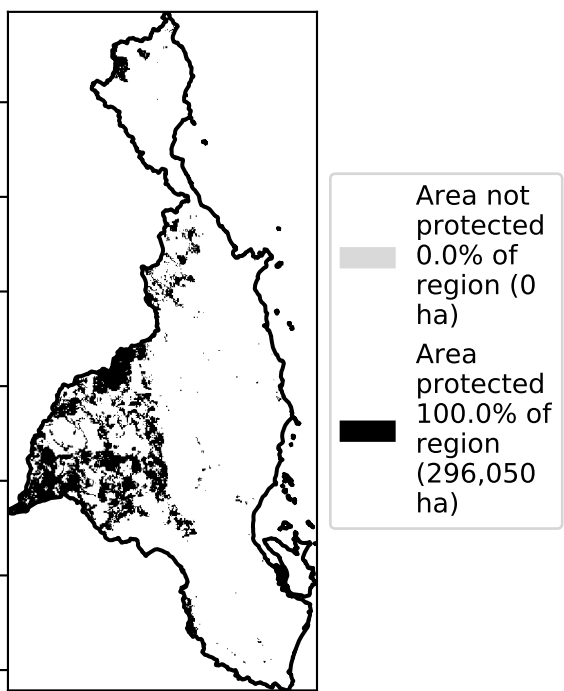 Area not
protected
0.0% of
region (0
ha)
Area
protected
100.0% of
region
(296,050
ha)